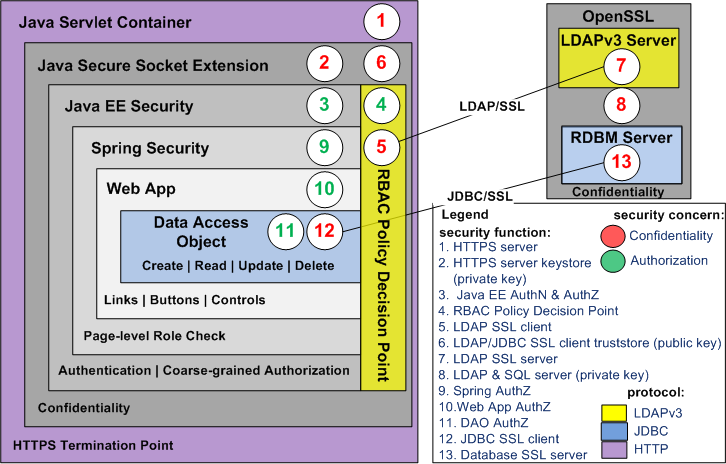 Java Servlet Container
1
Java Secure Socket Extension
2
6
Java EE Security
3
4
Spring Security
9
5
Web App
10
Data Access
Object
11
12
Create | Read | Update | Delete
Links | Buttons | Controls
Page-level Role Check
Authentication | Coarse-grained Authorization
Confidentiality
HTTPS Termination Point
RBAC Policy Decision Point
LDAP/SSL
JDBC/SSL
OpenSSL
LDAPv3 Server
7
8
RDBM Server
13
Confidentiality
Legend
security function:
1. HTTPS server
2. HTTPS server keystore
(private key)
3. Java EE AuthN & AuthZ
4. RBAC Policy Decision Point
5. LDAP SSL client
6. LDAP/JDBC SSL client truststore (public key)
7. LDAP SSL server
8. LDAP & SQL server (private key)
9. Spring AuthZ
10.Web App AuthZ
11. DAO AuthZ
12. JDBC SSL client
13. Database SSL server
security concern:
Confidentiality
Authorization
protocol:
LDAPv3
JDBC
HTTP